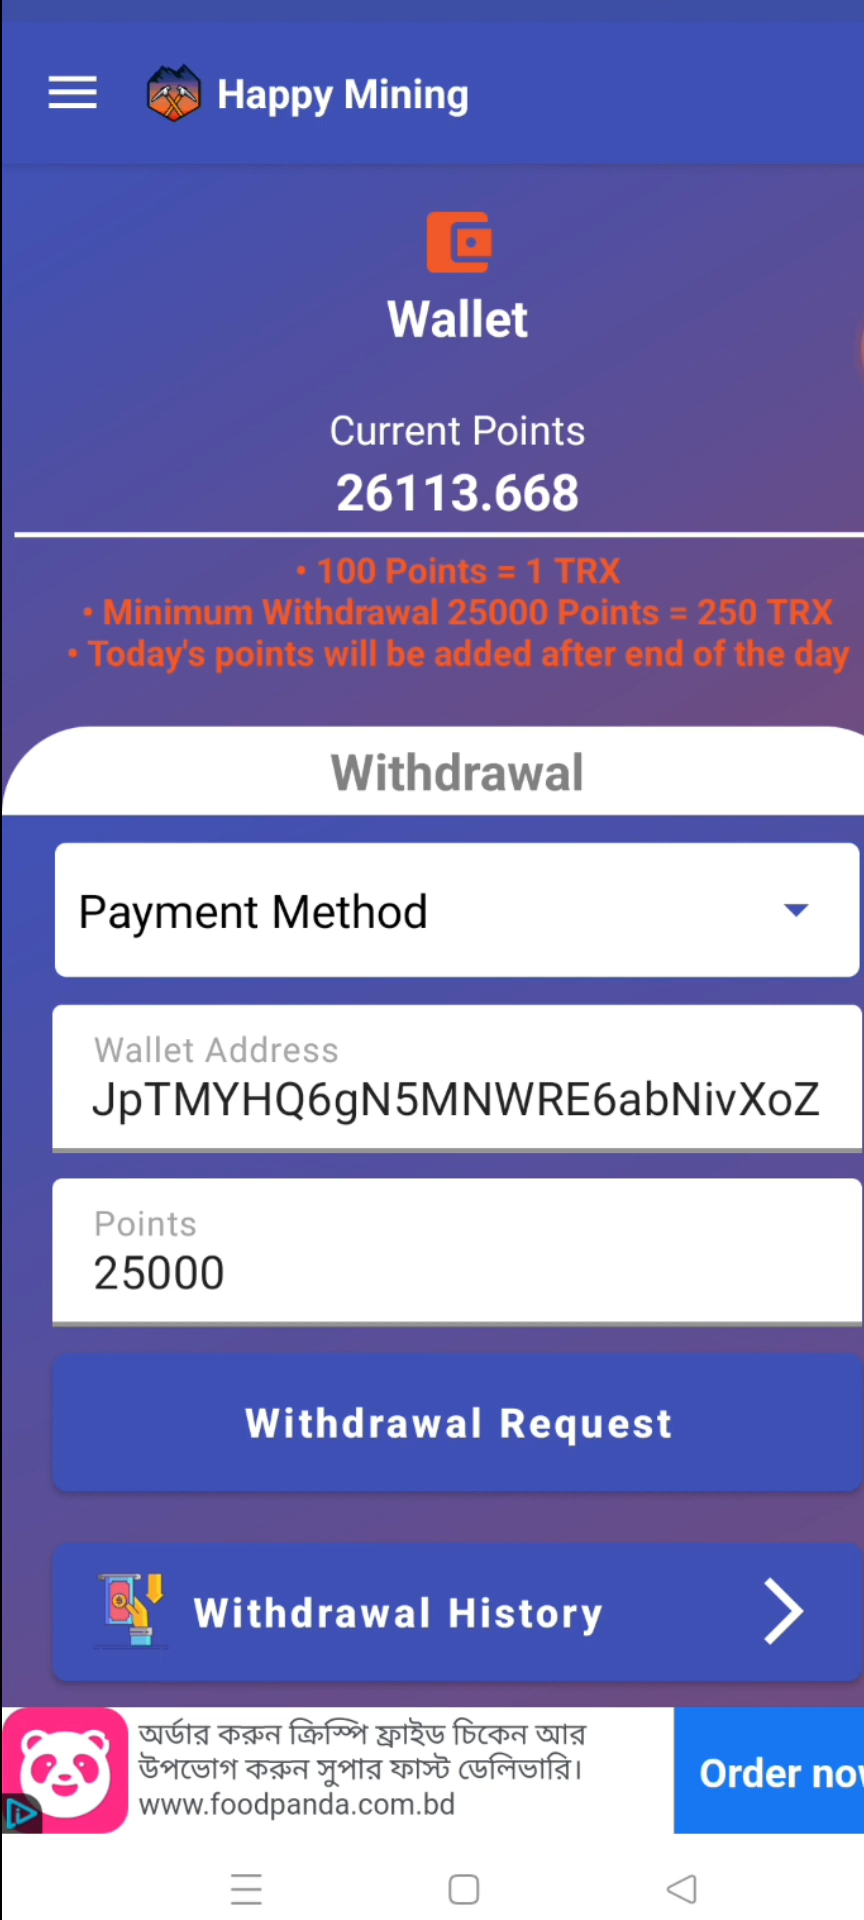 Happy Mining
Wallet
Current Points
26113.668
• 100 Points = 1 TRX
• Minimum Withdrawal 25000 Points = 250 TRX
• Today's points will be added after end of the day
Withdrawal
Payment Method
Wallet Address
JpTMYHQ6gN5MNWRE6abNivXoZ
Points
25000
Withdrawal Request
Withdrawal History
অর্ডার করুন ক্রিস্পি ফ্রাইড চিকেন আর
উপভোগ করুন সুপার ফাস্ট ডেলিভারি।
www.foodpanda.com.bd
Order now